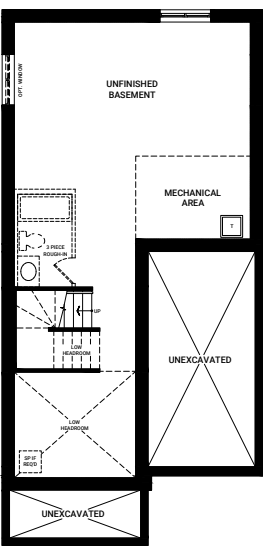 OPT. WINDOW
UNFINISHED
BASEMENT
MECHANICAL
AREA
T
3 PIECE
ROUGH-IN
UP
LOW
HEADROOM
UNEXCAVATED
LOW
HEADROOM
SP IF
REQ'D
UNEXCAVATED